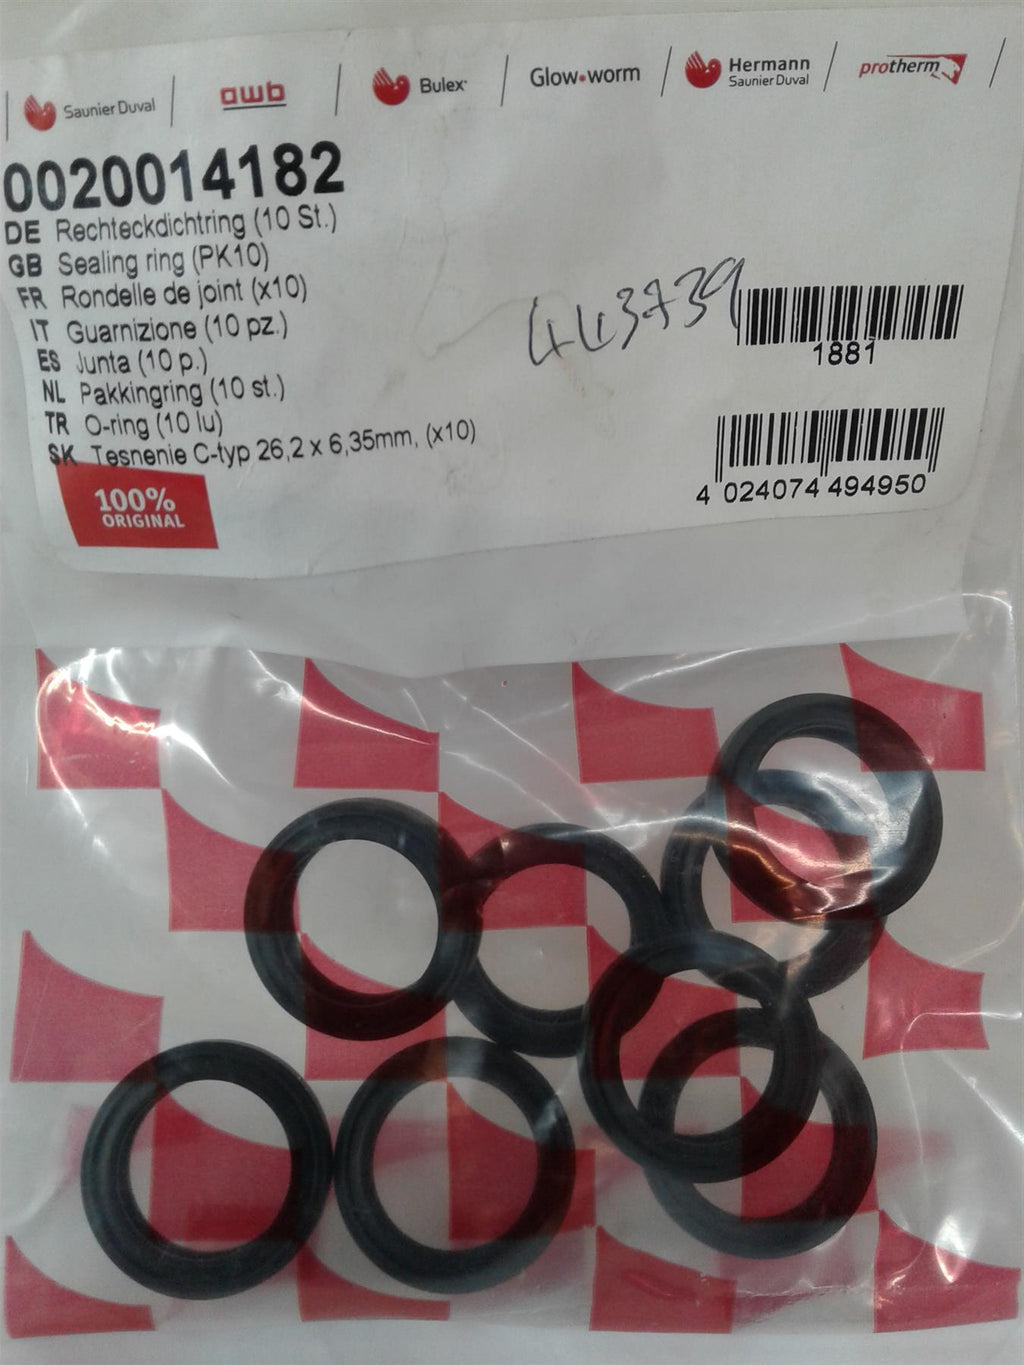 Saunier Duval awb Bulex Glow•worm Hermann Saunier Duval protherm
0020014182
DE Rechteckdichtring (10 St.)
GB Sealing ring (PK10)
FR Rondelle de joint (x10)
IT Guarnizione (10 pz.)
ES Junta (10 p.)
NL Pakkingring (10 st.)
TR O-ring (10 lu)
SK Tesnenie C-typ 26,2 x 6,35mm, (x10)
100%
ORIGINAL
443739
1881
4 024074 494950